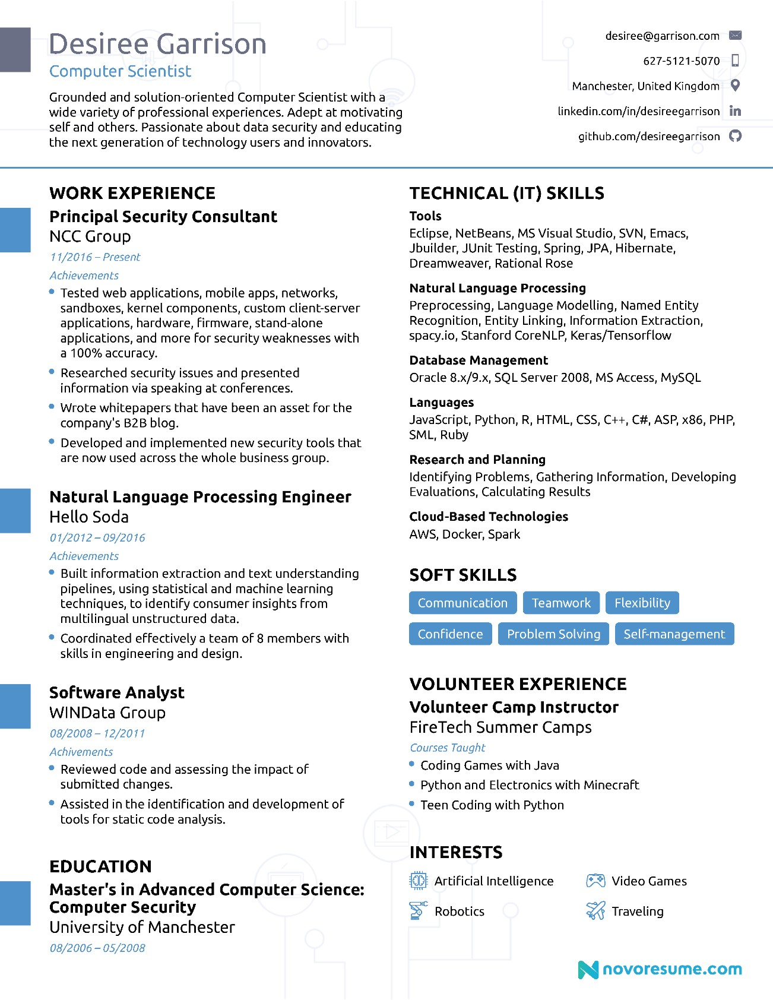 Desiree Garrison
Computer Scientist
Grounded and solution-oriented Computer Scientist with a
wide variety of professional experiences. Adept at motivating
self and others. Passionate about data security and educating
the next generation of technology users and innovators.
desiree@garrison.com
627-5121-5070
Manchester, United Kingdom
linkedin.com/in/desireegarrison
github.com/desireegarrison
WORK EXPERIENCE
Principal Security Consultant
NCC Group
11/2016 – Present
Achievements
Tested web applications, mobile apps, networks,
sandboxes, kernel components, custom client-server
applications, hardware, firmware, stand-alone
applications, and more for security weaknesses with
a 100% accuracy.
Researched security issues and presented
information via speaking at conferences.
Wrote whitepapers that have been an asset for the
company's B2B blog.
Developed and implemented new security tools that
are now used across the whole business group.
Natural Language Processing Engineer
Hello Soda
01/2012 – 09/2016
Achievements
Built information extraction and text understanding
pipelines, using statistical and machine learning
techniques, to identify consumer insights from
multilingual unstructured data.
Coordinated effectively a team of 8 members with
skills in engineering and design.
Software Analyst
WINData Group
08/2008 – 12/2011
Achivements
Reviewed code and assessing the impact of
submitted changes.
Assisted in the identification and development of
tools for static code analysis.
EDUCATION
Master's in Advanced Computer Science:
Computer Security
University of Manchester
08/2006 – 05/2008
TECHNICAL (IT) SKILLS
Tools
Eclipse, NetBeans, MS Visual Studio, SVN, Emacs,
Jbuilder, JUnit Testing, Spring, JPA, Hibernate,
Dreamweaver, Rational Rose
Natural Language Processing
Preprocessing, Language Modelling, Named Entity
Recognition, Entity Linking, Information Extraction,
spacy.io, Stanford CoreNLP, Keras/Tensorflow
Database Management
Oracle 8.x/9.x, SQL Server 2008, MS Access, MySQL
Languages
JavaScript, Python, R, HTML, CSS, C++, C#, ASP, x86, PHP,
SML, Ruby
Research and Planning
Identifying Problems, Gathering Information, Developing
Evaluations, Calculating Results
Cloud-Based Technologies
AWS, Docker, Spark
SOFT SKILLS
Communication Teamwork Flexibility
Confidence Problem Solving Self-management
VOLUNTEER EXPERIENCE
Volunteer Camp Instructor
FireTech Summer Camps
Courses Taught
Coding Games with Java
Python and Electronics with Minecraft
Teen Coding with Python
INTERESTS
Artificial Intelligence Video Games
Robotics Traveling
novoresume.com